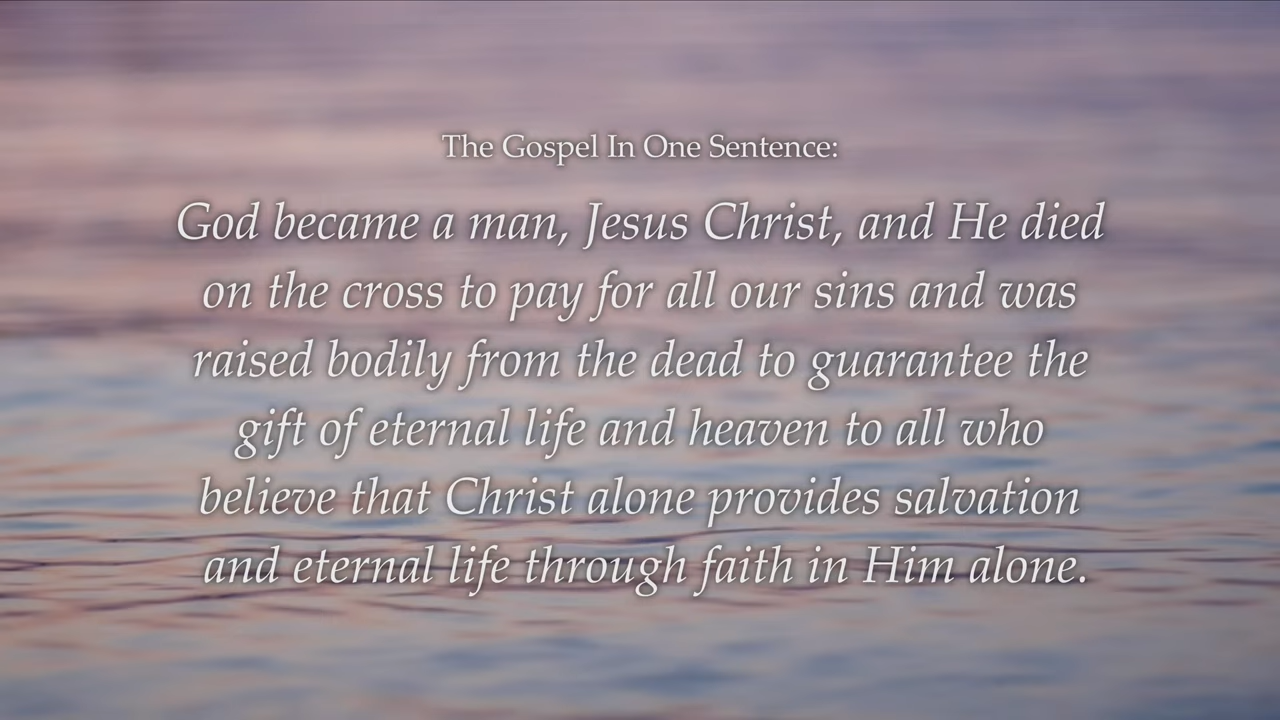 The Gospel In One Sentence:
God became a man, Jesus Christ, and He died
on the cross to pay for all our sins and was
raised bodily from the dead to guarantee the
gift of eternal life and heaven to all who
believe that Christ alone provides salvation
and eternal life through faith in Him alone.